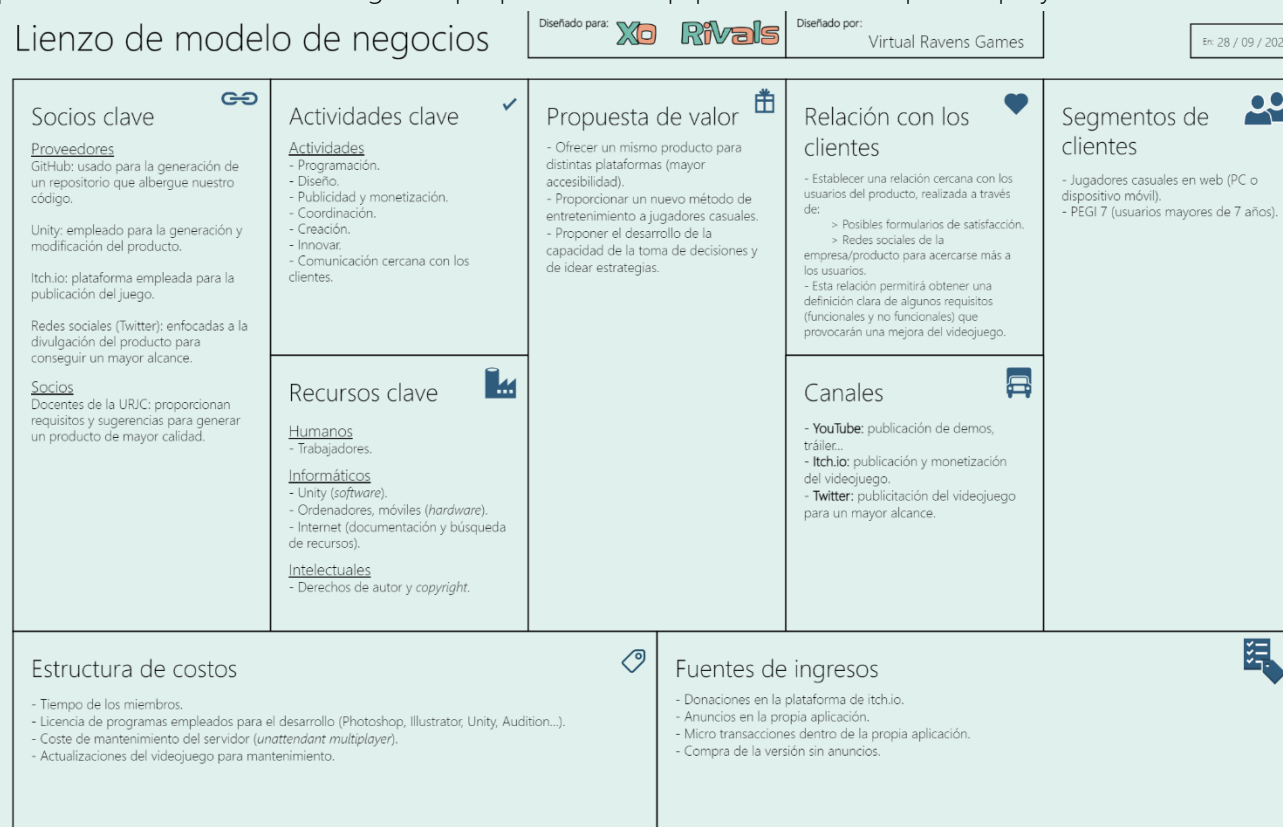 Lienzo de modelo de negocios
Diseñado para:
XO Rivals
Diseñado por:
Virtual Ravens Games
En: 28 / 09 / 202
Socios clave
Proveedores
GitHub: usado para la generación de
un repositorio que albergue nuestro
código.
Unity: empleado para la generación y
modificación del producto.
Itch.io: plataforma empleada para la
publicación del juego.
Redes sociales (Twitter): enfocadas a la
divulgación del producto para
conseguir un mayor alcance.
Socios
Docentes de la URJC: proporcionan
requisitos y sugerencias para generar
un producto de mayor calidad.
Actividades clave
Actividades
- Programación.
- Diseño.
- Publicidad y monetización.
- Coordinación.
- Creación.
- Innovar.
- Comunicación cercana con los
clientes.
Recursos clave
Humanos
- Trabajadores.
Informáticos
- Unity (software).
- Ordenadores, móviles (hardware).
- Internet (documentación y búsqueda
de recursos).
Intelectuales
- Derechos de autor y copyright.
Propuesta de valor
- Ofrecer un mismo producto para
distintas plataformas (mayor
accesibilidad).
- Proporcionar un nuevo método de
entretenimiento a jugadores casuales.
- Proponer el desarrollo de la
capacidad de la toma de decisiones y
de idear estrategias.
Relación con los
clientes
- Establecer una relación cercana con los
usuarios del producto, realizada a través
de:
> Posibles formularios de satisfacción.
> Redes sociales de la
empresa/producto para acercarse más a
los usuarios.
- Esta relación permitirá obtener una
definición clara de algunos requisitos
(funcionales y no funcionales) que
provocarán una mejora del videojuego.
Canales
- YouTube: publicación de demos,
tráiler...
- Itch.io: publicación y monetización
del videojuego.
- Twitter: publicitación del videojuego
para un mayor alcance.
Segmentos de
clientes
- Jugadores casuales en web (PC o
dispositivo móvil).
- PEGI 7 (usuarios mayores de 7 años).
Estructura de costos
- Tiempo de los miembros.
- Licencia de programas empleados para el desarrollo (Photoshop, Illustrator, Unity, Audition...).
- Coste de mantenimiento del servidor (unattendant multiplayer).
- Actualizaciones del videojuego para mantenimiento.
Fuentes de ingresos
- Donaciones en la plataforma de itch.io.
- Anuncios en la propia aplicación.
- Micro transacciones dentro de la propia aplicación.
- Compra de la versión sin anuncios.